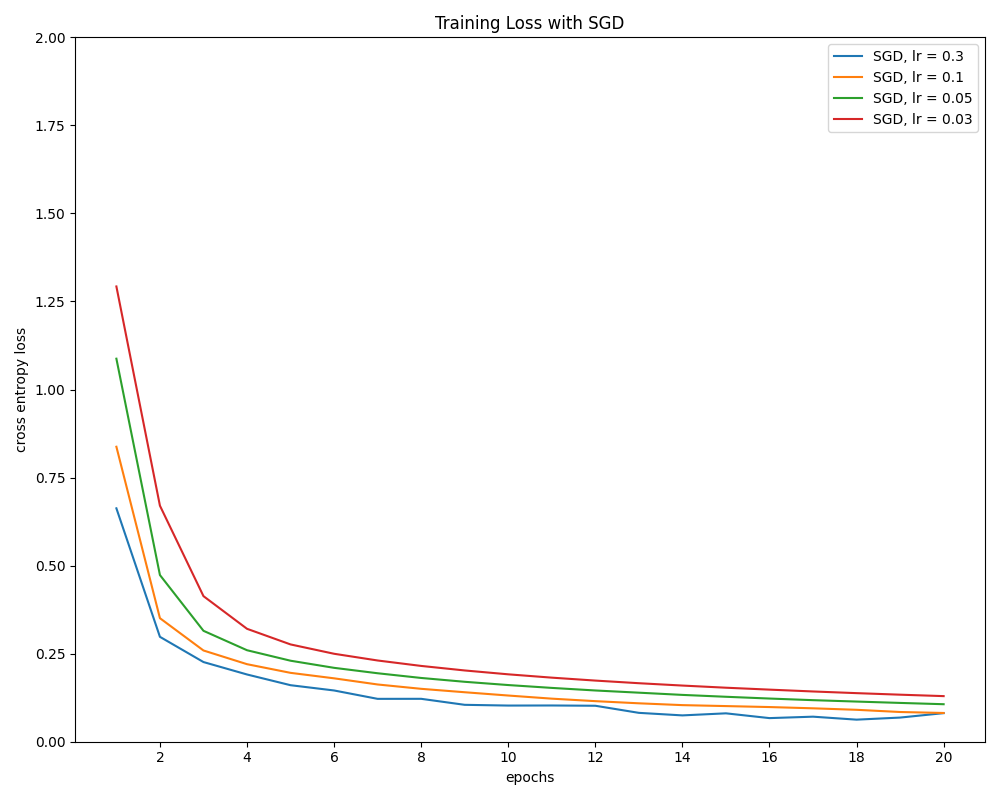 Training Loss with SGD
2.00
1.75
1.50
1.25
1.00
0.75
0.50
0.25
0.00
cross entropy loss
SGD, lr = 0.3
SGD, lr = 0.1
SGD, lr = 0.05
SGD, lr = 0.03
2 4 6 8 10 12 14 16 18 20
epochs